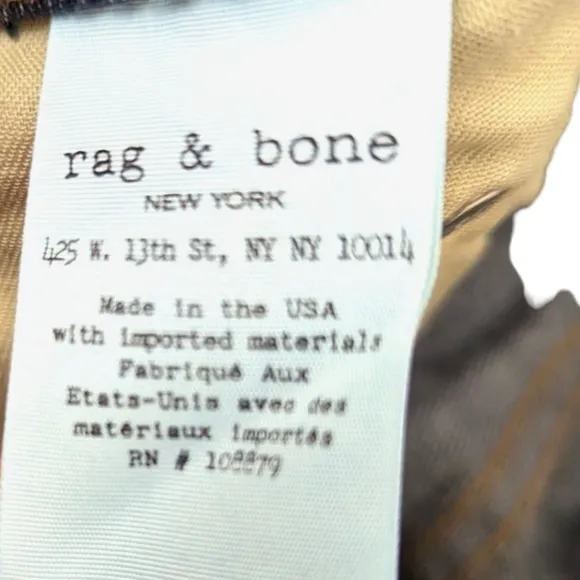 rag & bone
NEW YORK
425 W. 13th St, NY NY 10014
Made in the USA
with imported materials
Fabriqué Aux
Etats-Unis avec des
matériaux importés
RN # 108879